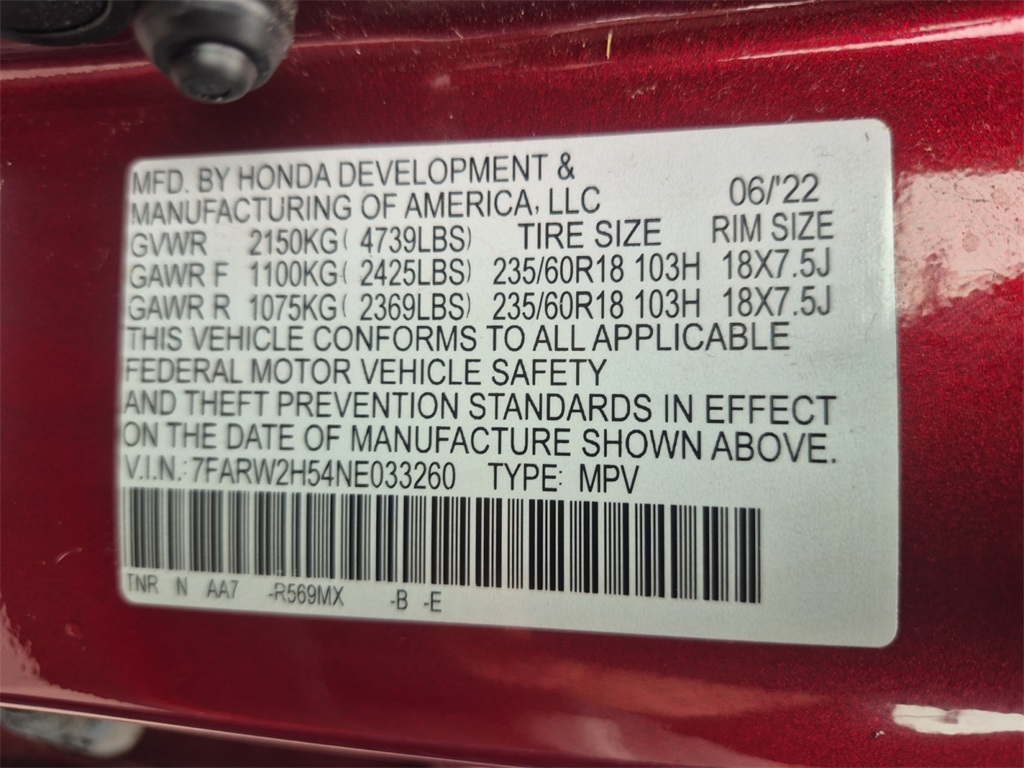 MFD. BY HONDA DEVELOPMENT &
MANUFACTURING OF AMERICA, LLC 06/'22
GVWR 2150KG( 4739LBS) TIRE SIZE RIM SIZE
GAWR F 1100KG( 2425LBS) 235/60R18 103H 18X7.5J
GAWR R 1075KG( 2369LBS) 235/60R18 103H 18X7.5J
THIS VEHICLE CONFORMS TO ALL APPLICABLE
FEDERAL MOTOR VEHICLE SAFETY
AND THEFT PREVENTION STANDARDS IN EFFECT
ON THE DATE OF MANUFACTURE SHOWN ABOVE.
V.I.N.: 7FARW2H54NE033260 TYPE: MPV
TNR N AA7 -R569MX -B -E